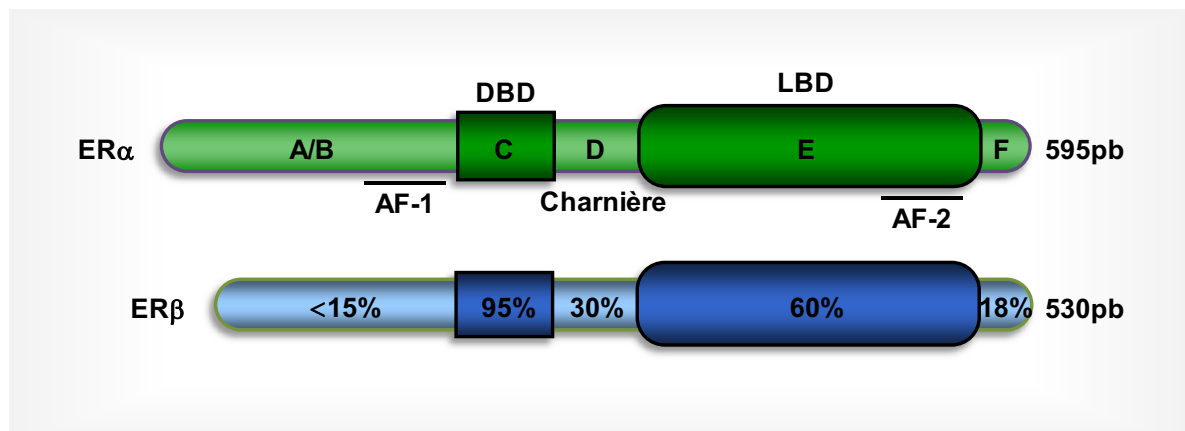 DBD
LBD
ERα
A/B
C
D
E
F
595pb
AF-1
Charnière
AF-2
ERβ
<15%
95%
30%
60%
18%
530pb